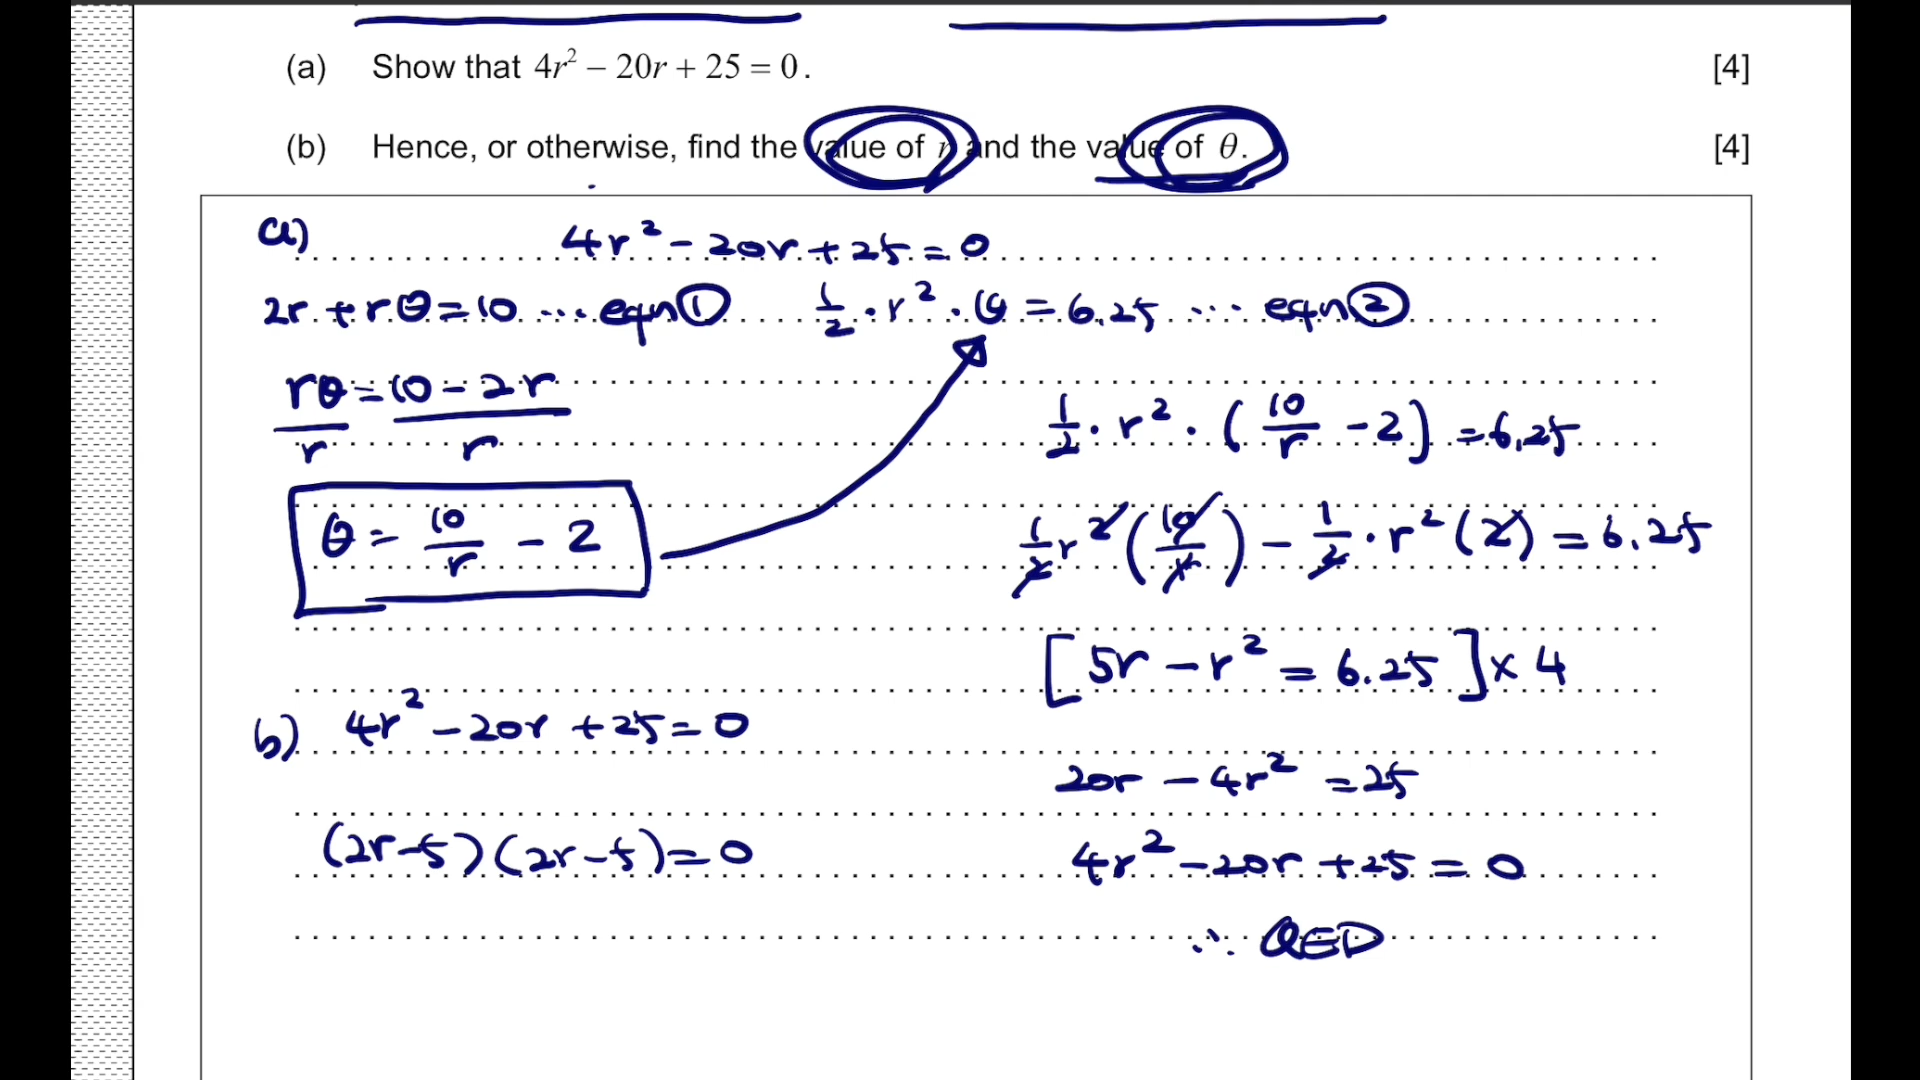 (a) Show that 4r² − 20r + 25 = 0. [4]
(b) Hence, or otherwise, find the value of r and the value of θ. [4]
a) 4r² − 20r + 25 = 0
2r + rθ = 10 ... eqn ① ½ · r² · θ = 6.25 ... eqn ②
rθ/r = (10 − 2r)/r
½ · r² · (10/r − 2) = 6.25
θ = 10/r − 2
½ r² (10/r) − ½ · r² (2) = 6.25
[5r − r² = 6.25] × 4
b) 4r² − 20r + 25 = 0
20r − 4r² = 25
(2r − 5)(2r − 5) = 0
4r² − 20r + 25 = 0
∴ QED